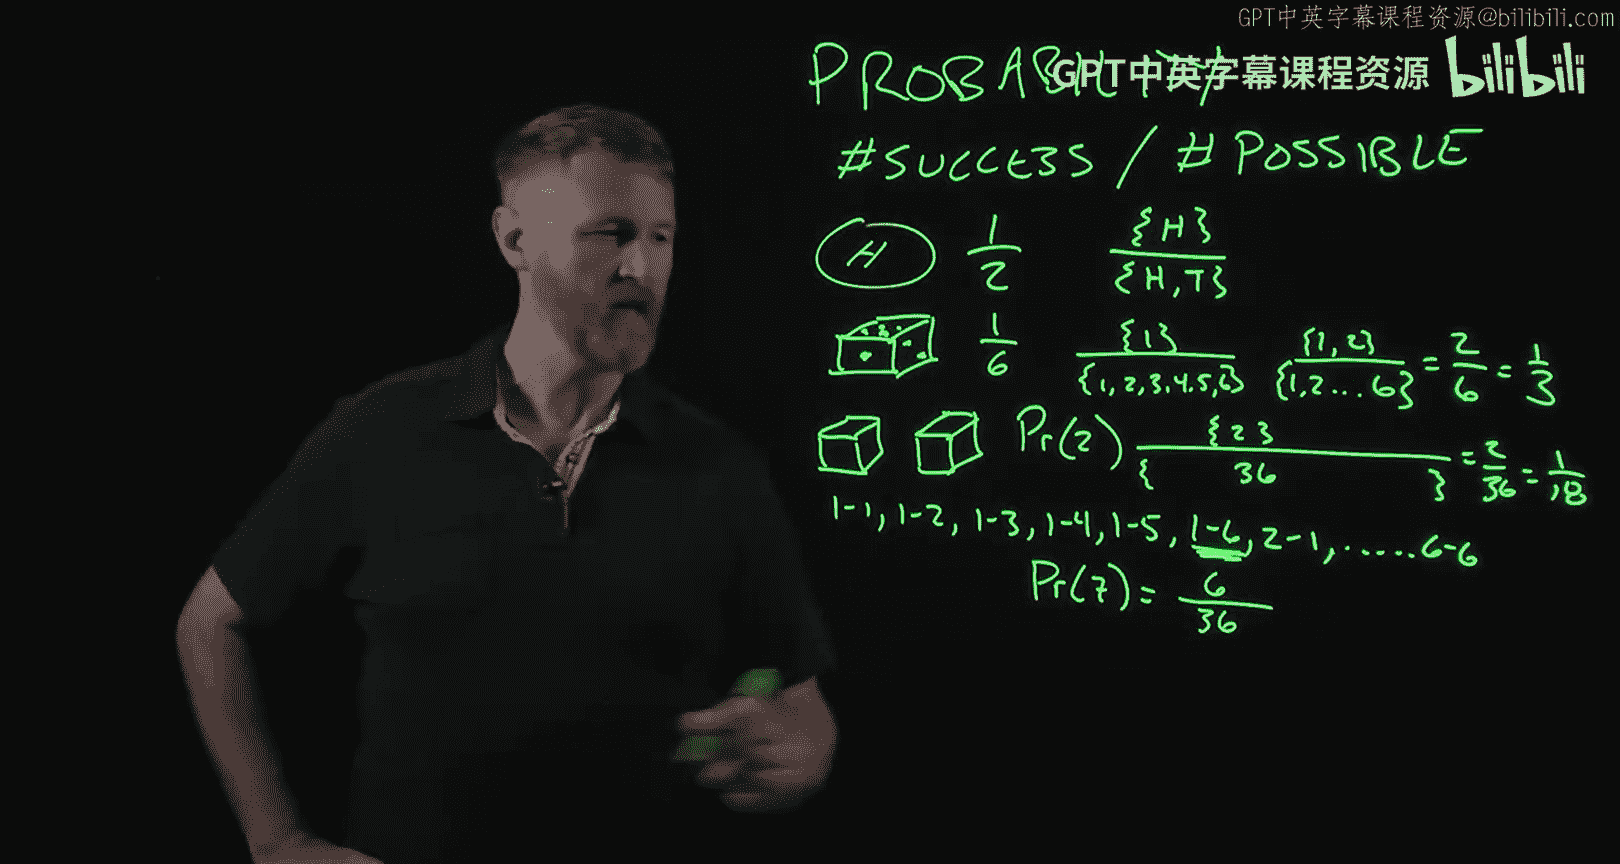 GPT中英字幕课程资源@bilibili.com
PROBABILITY
GPT中英字幕课程资源 bilibili
#SUCCESS / #POSSIBLE
H 1/2 {H}/{H,T}
1/6 {1}/{1,2,3,4,5,6} {1,2}/{1,2...6} = 2/6 = 1/3
Pr(2) {2}/{36} = 2/36 = 1/18
1-1, 1-2, 1-3, 1-4, 1-5, 1-6, 2-1, ..... 6-6
Pr(7) = 6/36